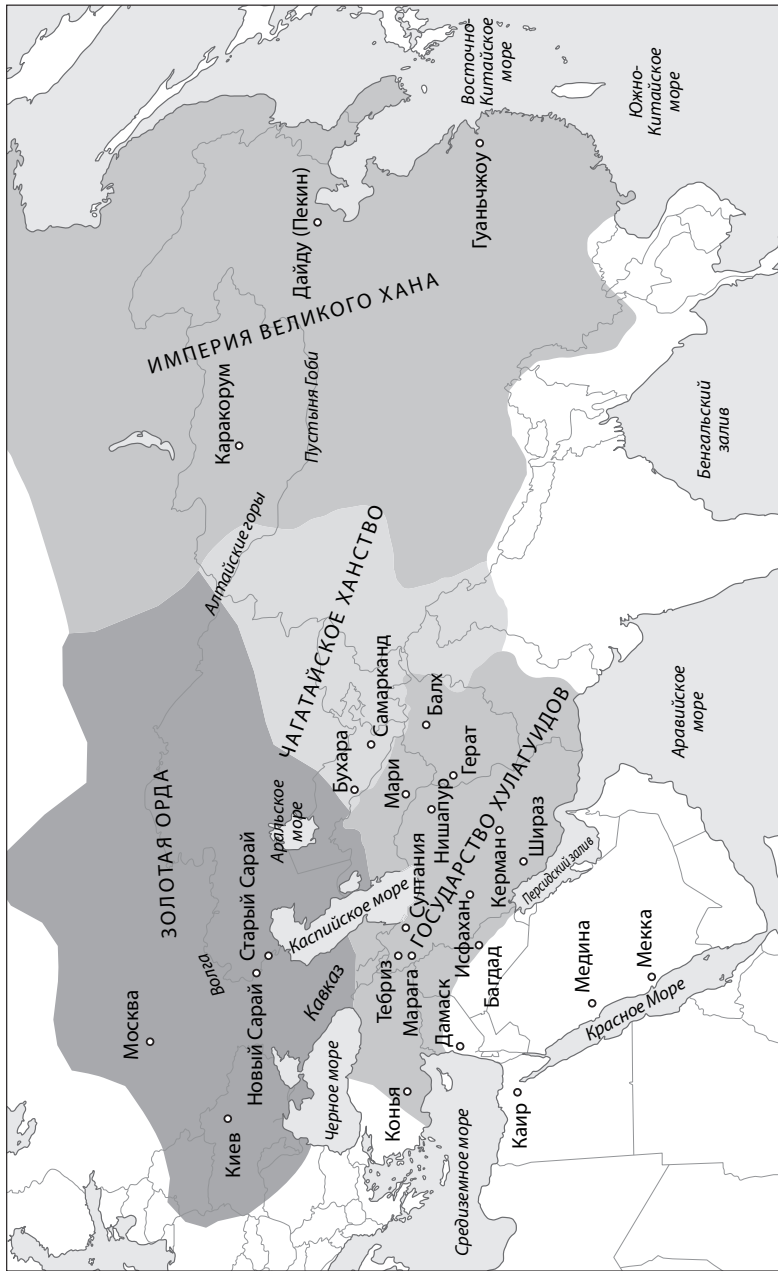 ЗОЛОТАЯ ОРДА
Москва
Киев
Волга
Новый Сарай
Старый Сарай
Кавказ
Черное море
Каспийское море
Аральское
море
Алтайские горы
ИМПЕРИЯ ВЕЛИКОГО ХАНА
Каракорум
Пустыня Гоби
Дайду (Пекин)
Гуаньчжоу
Восточно-
Китайское
море
Южно-
Китайское
море
ЧАГАТАЙСКОЕ ХАНСТВО
Бухара
Самарканд
Балх
Мари
Герат
Нишапур
ГОСУДАРСТВО ХУЛАГУИДОВ
Султания
Тебриз
Марага
Конья
Дамаск
Багдад
Исфахан
Керман
Шираз
Персидский залив
Средиземное море
Каир
Медина
Мекка
Красное Море
Аравийское
море
Бенгальский
залив